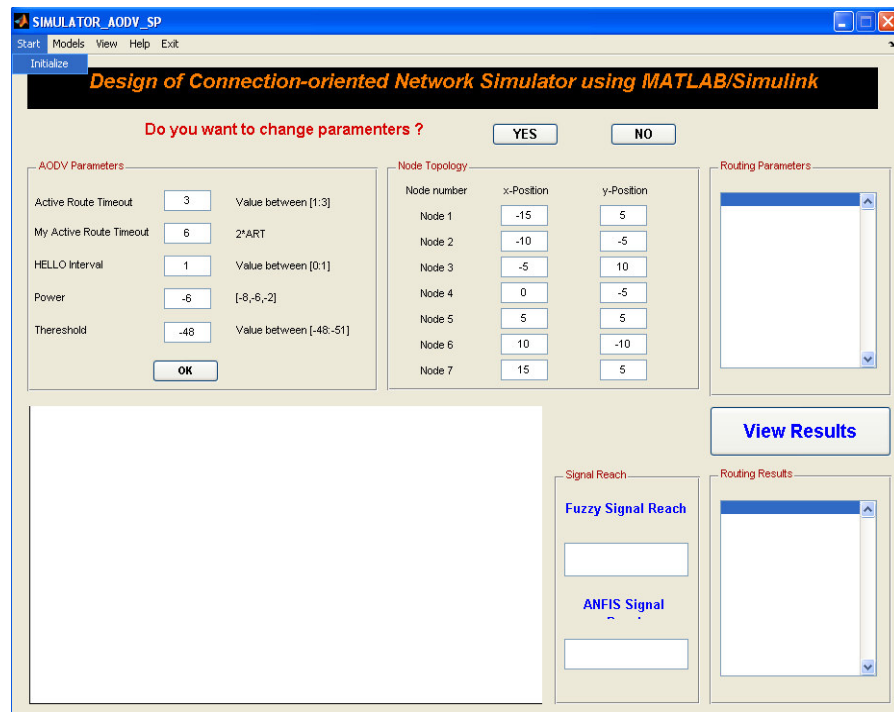 SIMULATOR_AODV_SP
Start Models View Help Exit
Initialize
Design of Connection-oriented Network Simulator using MATLAB/Simulink
Do you want to change paramenters ? YES NO
AODV Parameters
Active Route Timeout 3 Value between [1:3]
My Active Route Timeout 6 2*ART
HELLO Interval 1 Value between [0:1]
Power -6 [-8,-6,-2]
Thereshold -48 Value between [-48:-51]
OK
Node Topology
Node number x-Position y-Position
Node 1 -15 5
Node 2 -10 -5
Node 3 -5 10
Node 4 0 -5
Node 5 5 5
Node 6 10 -10
Node 7 15 5
Routing Parameters
View Results
Signal Reach
Fuzzy Signal Reach
ANFIS Signal
Routing Results